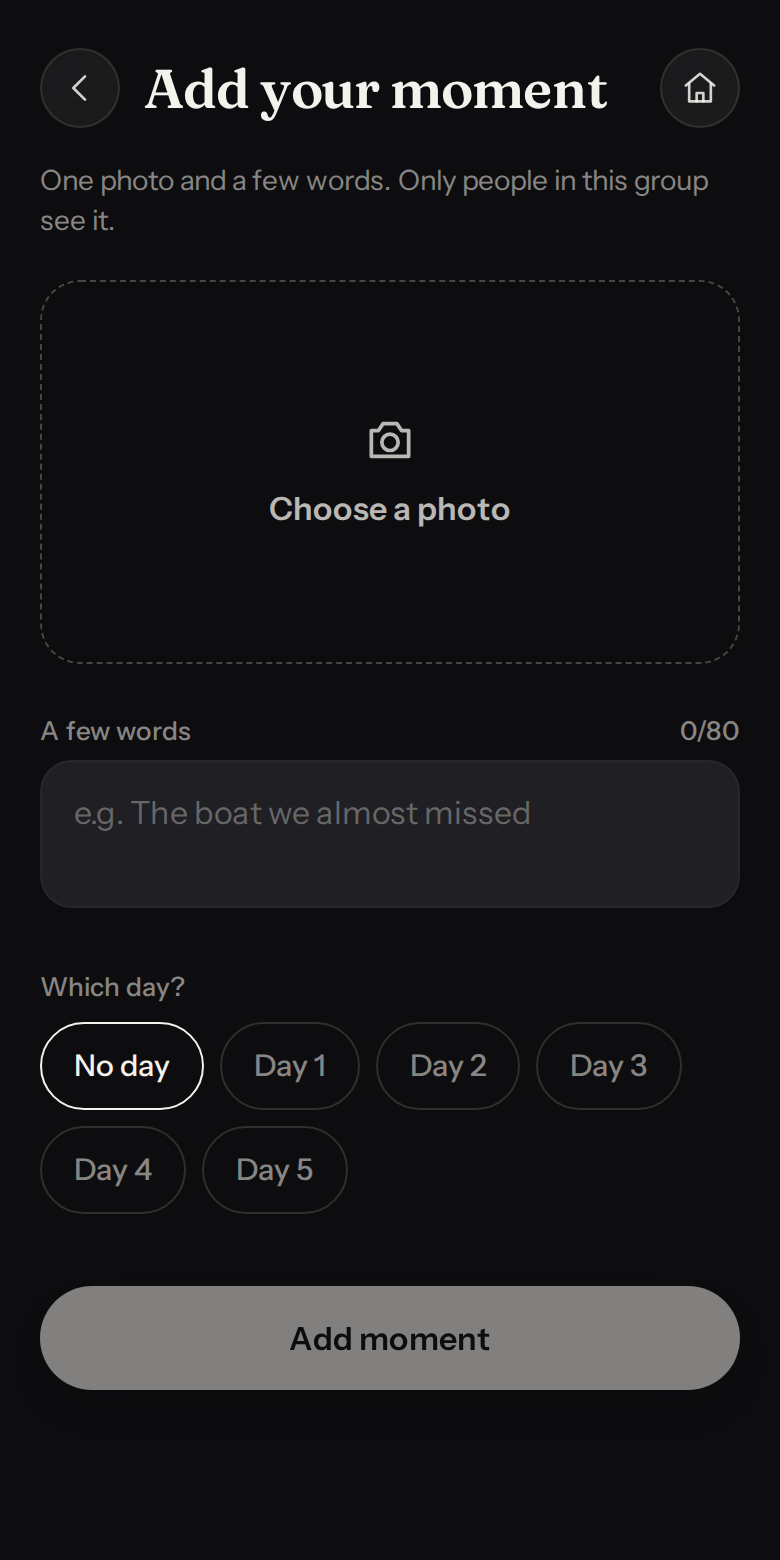 Add your moment
One photo and a few words. Only people in this group
see it.
Choose a photo
A few words 0/80
e.g. The boat we almost missed
Which day?
No day Day 1 Day 2 Day 3
Day 4 Day 5
Add moment